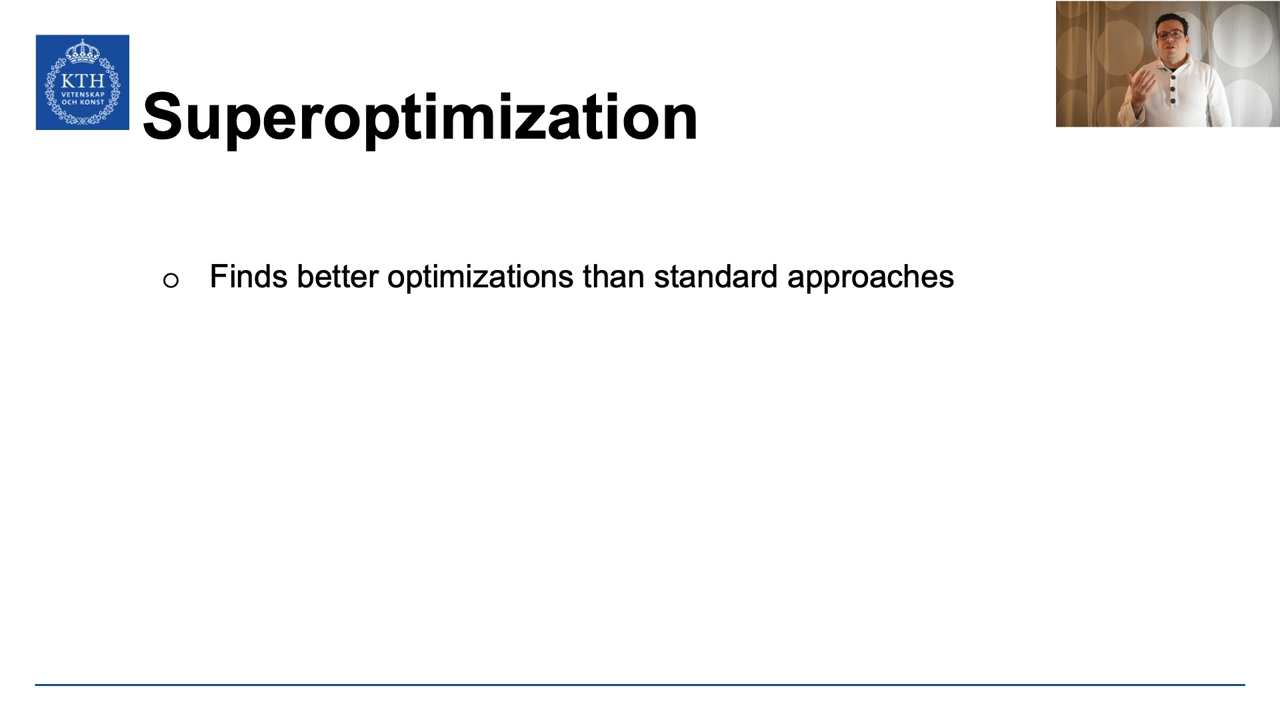 KTH
VETENSKAP
OCH KONST
Superoptimization
Finds better optimizations than standard approaches